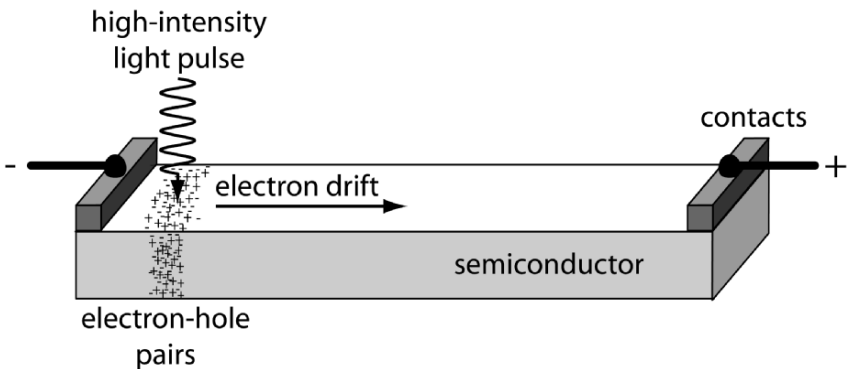 high-intensity
light pulse
contacts
-
+
electron drift
semiconductor
electron-hole
pairs